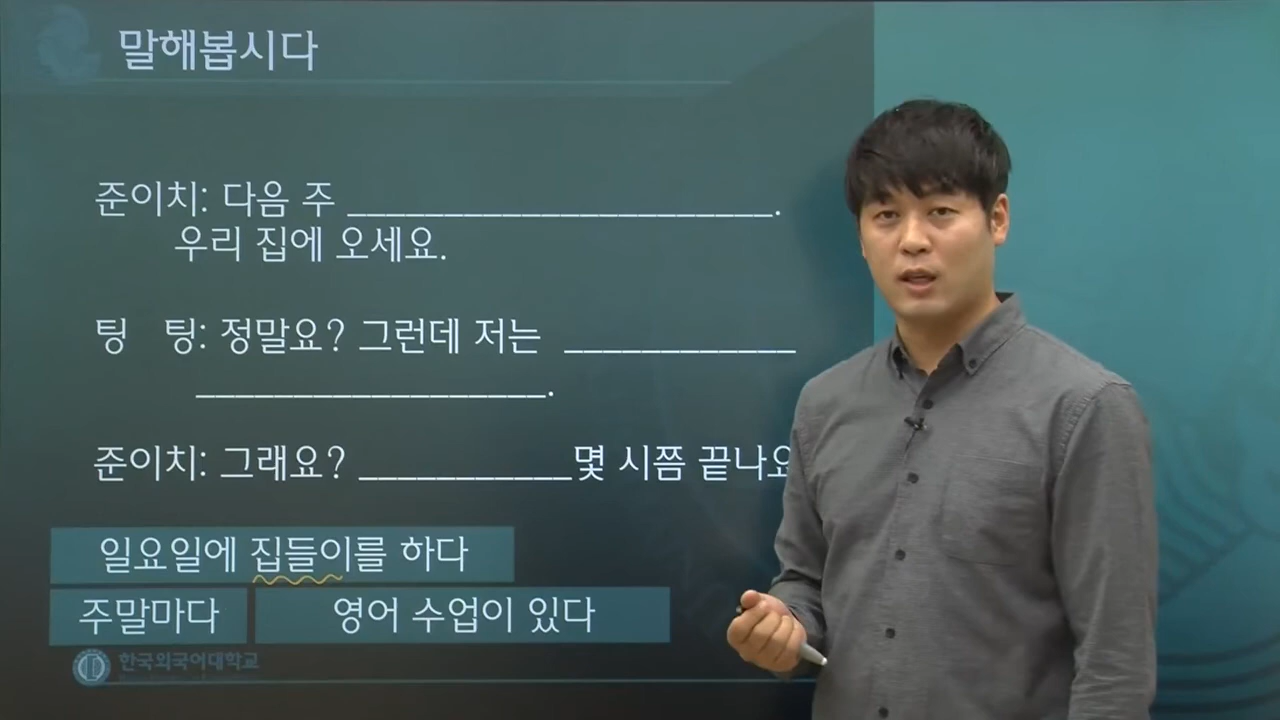 말해봅시다
준이치: 다음 주 ______________________.
우리 집에 오세요.
팅 팅: 정말요? 그런데 저는 ____________
__________________.
준이치: 그래요? ___________몇 시쯤 끝나요
일요일에 집들이를 하다
주말마다
영어 수업이 있다
한국외국어대학교